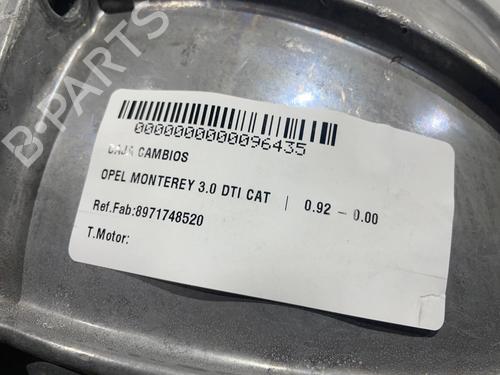 B-PARTS
0000000000096435
CAJA CAMBIOS
OPEL MONTEREY 3.0 DTI CAT | 0.92 - 0.00
Ref.Fab:8971748520
T.Motor: